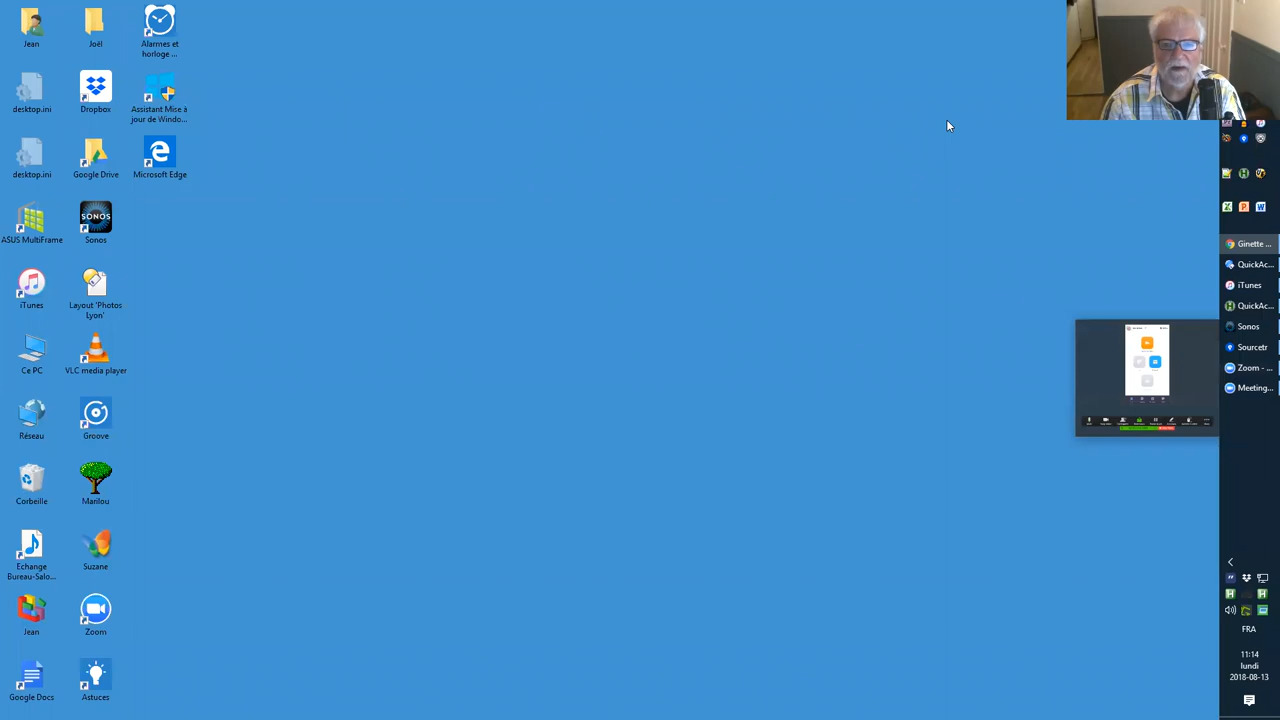 Jean
Joël
Alarmes et
horloge ...
desktop.ini
Dropbox
Assistant Mise à
jour de Windo...
desktop.ini
Google Drive
Microsoft Edge
ASUS MultiFrame
SONOS
Sonos
iTunes
Layout 'Photos
Lyon'
Ce PC
VLC media player
Réseau
Groove
Corbeille
Marilou
Echange
Bureau-Salo...
Suzane
Jean
Zoom
Google Docs
Astuces
Ginette ...
QuickAc...
iTunes
QuickAc...
Sonos
Sourcetr
Zoom - ...
Meeting...
FRA
11:14
lundi
2018-08-13